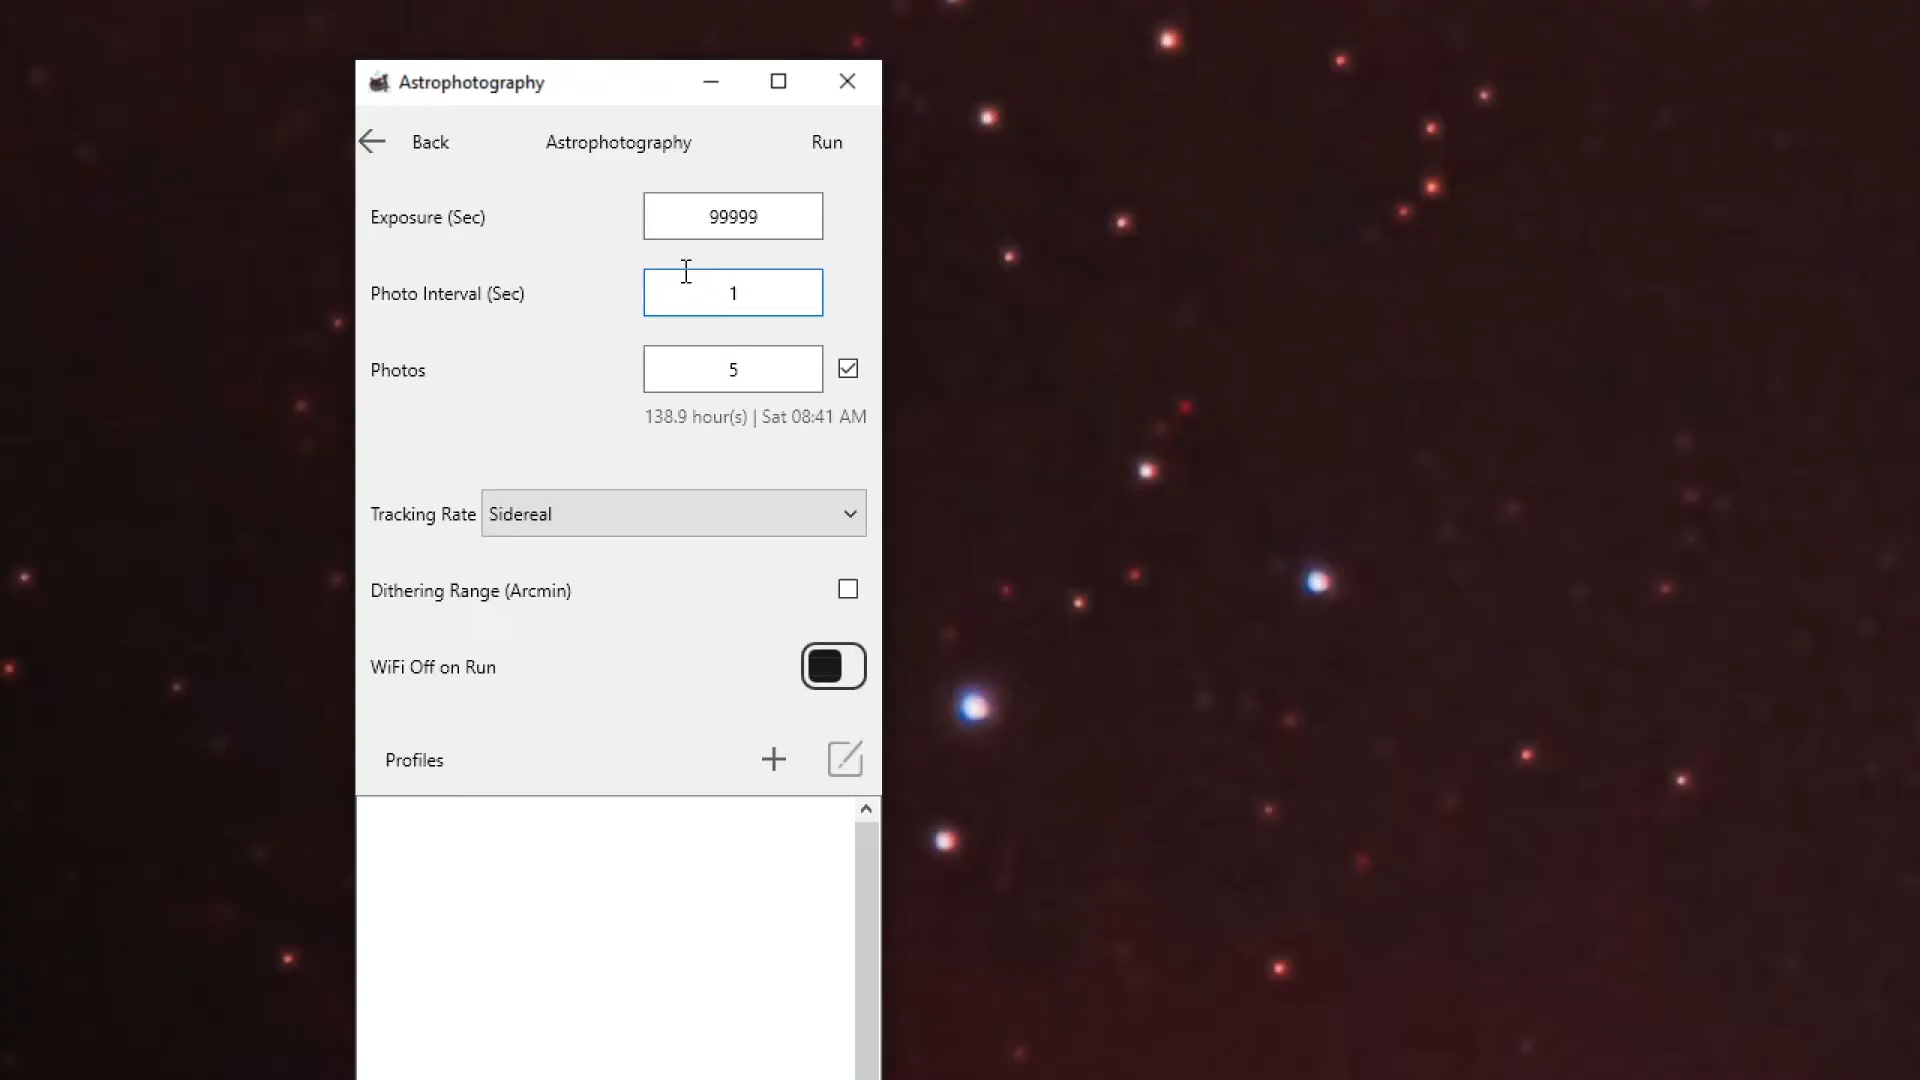 Astrophotography
Back Astrophotography Run
Exposure (Sec) 99999
Photo Interval (Sec) 1
Photos 5
138.9 hour(s) | Sat 08:41 AM
Tracking Rate Sidereal
Dithering Range (Arcmin)
WiFi Off on Run
Profiles